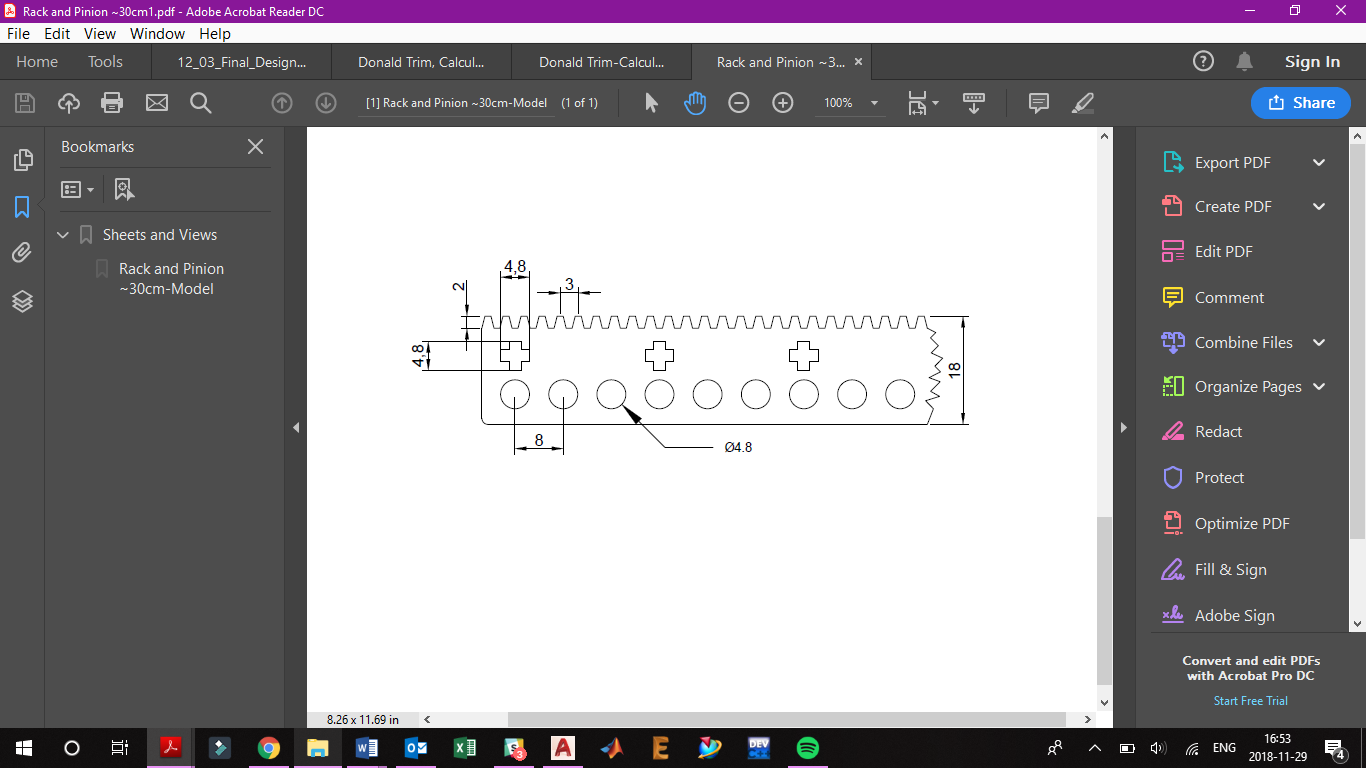 Rack and Pinion ~30cm1.pdf - Adobe Acrobat Reader DC
File Edit View Window Help
Home Tools 12_03_Final_Design... Donald Trim, Calcul... Donald Trim-Calcul... Rack and Pinion ~3... ×
[1] Rack and Pinion ~30cm-Model (1 of 1) 100% Share
Sign In
Bookmarks
Sheets and Views
Rack and Pinion
~30cm-Model
4,8
2
3
4,8
18
8
Ø4.8
8.26 x 11.69 in
Export PDF
Create PDF
Edit PDF
Comment
Combine Files
Organize Pages
Redact
Protect
Optimize PDF
Fill & Sign
Adobe Sign
Convert and edit PDFs
with Acrobat Pro DC
Start Free Trial
3
DEV
ENG
16:53
2018-11-29
4